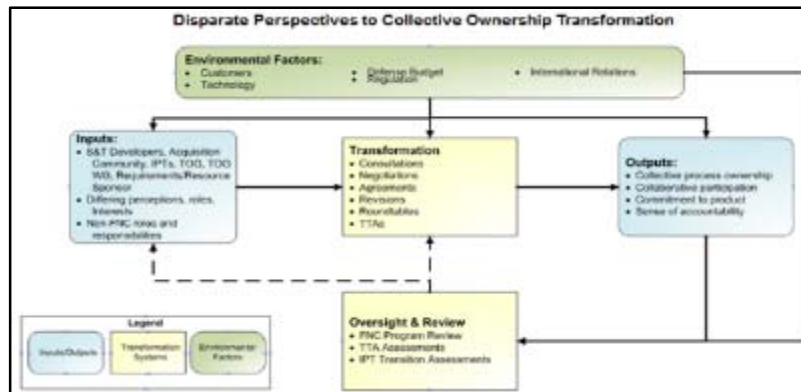 Disparate Perspectives to Collective Ownership Transformation
Environmental Factors:
• Customers
• Technology
• Defense Budget
• Regulation
• International Relations
Inputs:
• S&T Developers, Acquisition
Community, IPTs, TOG, TOG
WG, Requirements/Resource
Sponsor
• Differing perceptions, roles,
Interests
• Non-FNC roles and
responsibilities
Transformation
• Consultations
• Negotiations
• Agreements
• Revisions
• Roundtables
• TTAs
Outputs:
• Collective process ownership
• Collaborative participation
• Commitment to product
• Sense of accountability
Oversight & Review
• FNC Program Review
• TTA Assessments
• IPT Transition Assessments
Legend
Inputs/Outputs
Transformation
Systems
Environmental
Factors